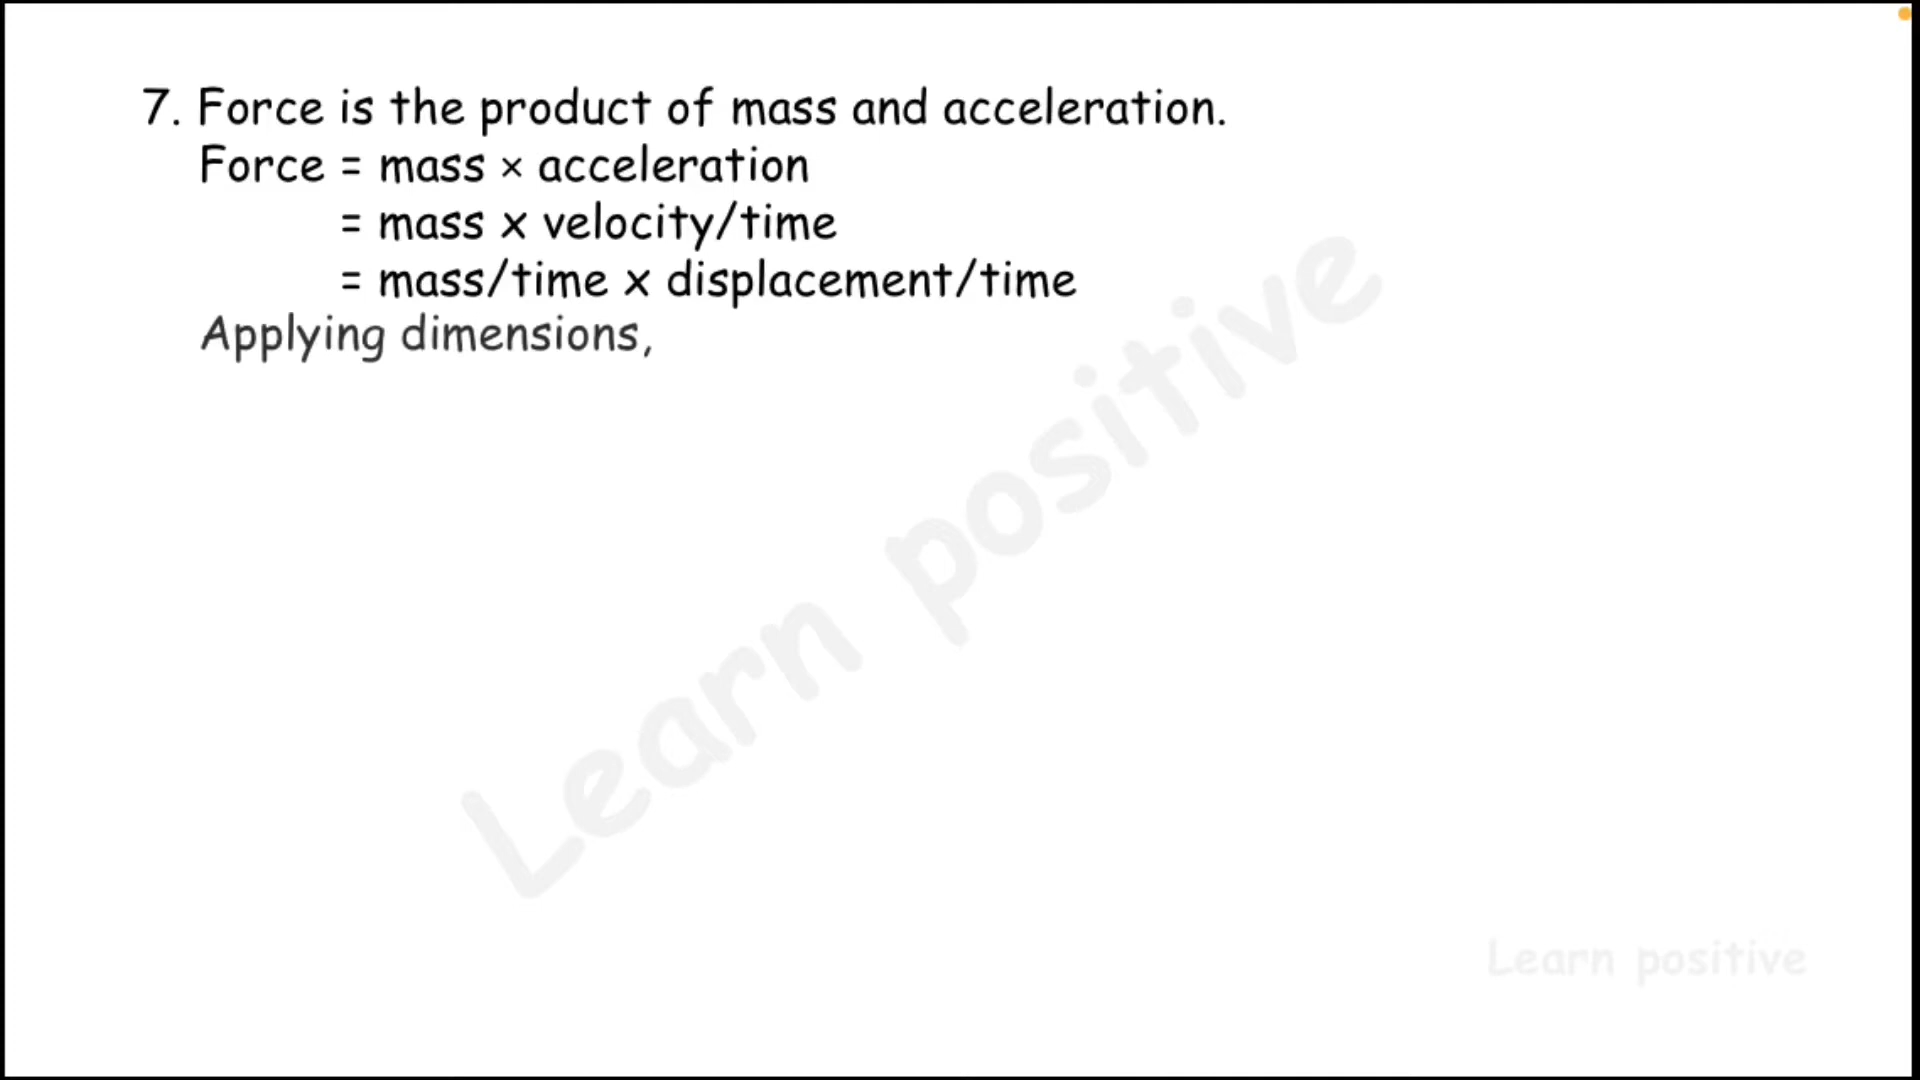 7. Force is the product of mass and acceleration.
Force = mass × acceleration
= mass x velocity/time
= mass/time x displacement/time
Applying dimensions,
Learn positive
Learn positive